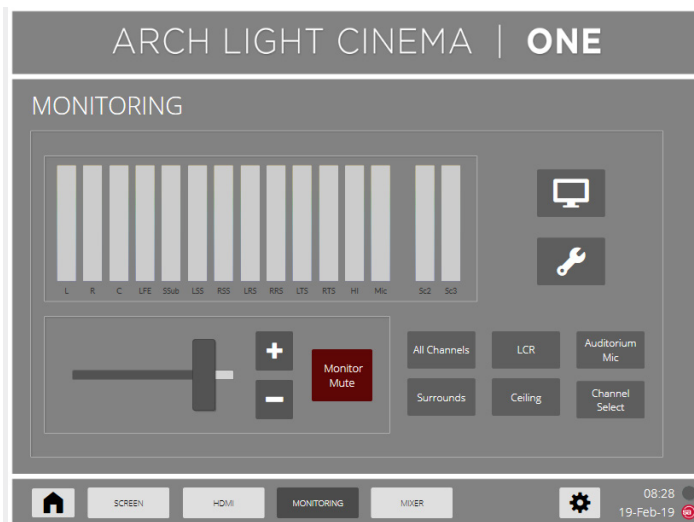 ARCH LIGHT CINEMA | ONE
MONITORING
L R C LFE SSub LSS RSS LRS RRS LTS RTS HI Mic Sc2 Sc3
Monitor
Mute
All Channels
LCR
Auditorium
Mic
Surrounds
Ceiling
Channel
Select
SCREEN
HDMI
MONITORING
MIXER
08:28
19-Feb-19